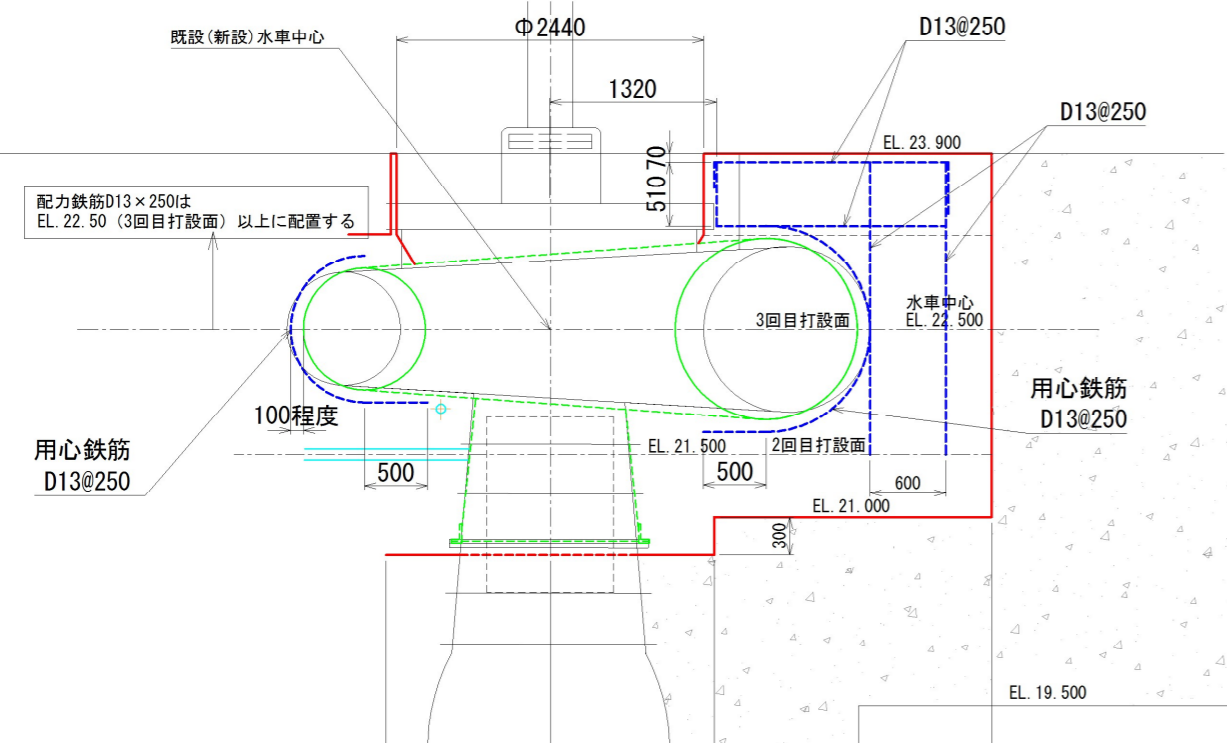 既設(新設)水車中心
Φ2440
D13@250
1320
D13@250
EL.23.900
70
510
配力鉄筋D13×250は
EL.22.50 (3回目打設面) 以上に配置する
水車中心
EL.22.500
3回目打設面
用心鉄筋
D13@250
100程度
用心鉄筋
D13@250
EL.21.500
2回目打設面
500
500
600
EL.21.000
300
EL.19.500